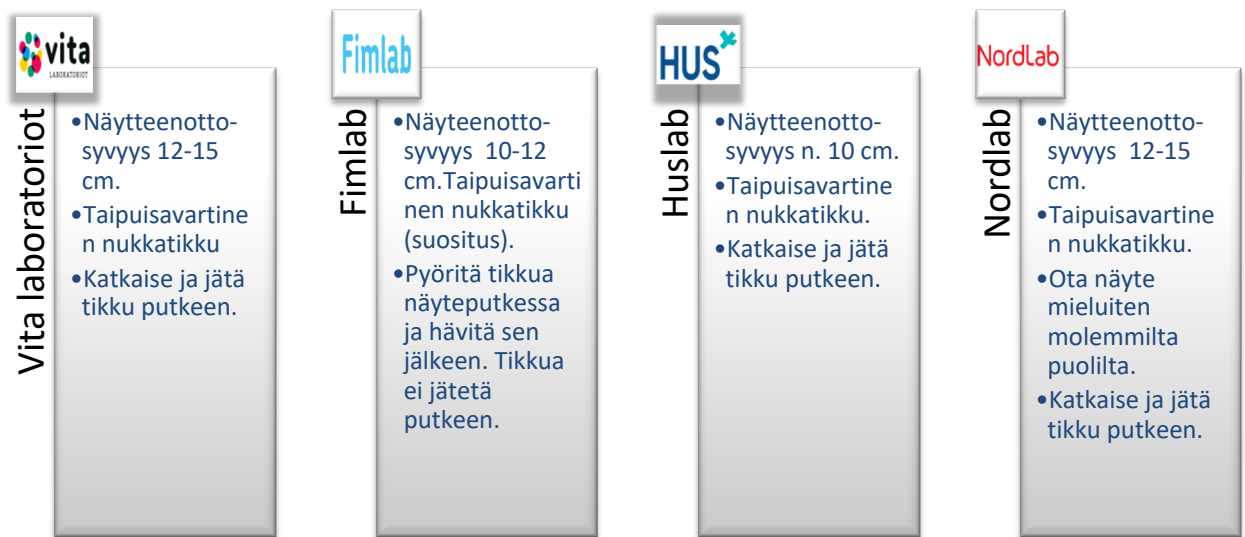 vita
LABORATORIOT
Vita laboratoriot
•Näytteenotto-
syvyys 12-15
cm.
•Taipuisavartine
n nukkatikku
•Katkaise ja jätä
tikku putkeen.
Fimlab
Fimlab
•Näyteenotto-
syvyys 10-12
cm.Taipuisavarti
nen nukkatikku
(suositus).
•Pyöritä tikkua
näyteputkessa
ja hävitä sen
jälkeen. Tikkua
ei jätetä
putkeen.
HUS
Huslab
•Näytteenotto-
syvyys n. 10 cm.
•Taipuisavartine
n nukkatikku.
•Katkaise ja jätä
tikku putkeen.
NordLab
Nordlab
•Näytteenotto-
syvyys 12-15
cm.
•Taipuisavartine
n nukkatikku.
•Ota näyte
mieluiten
molemmilta
puolilta.
•Katkaise ja jätä
tikku putkeen.